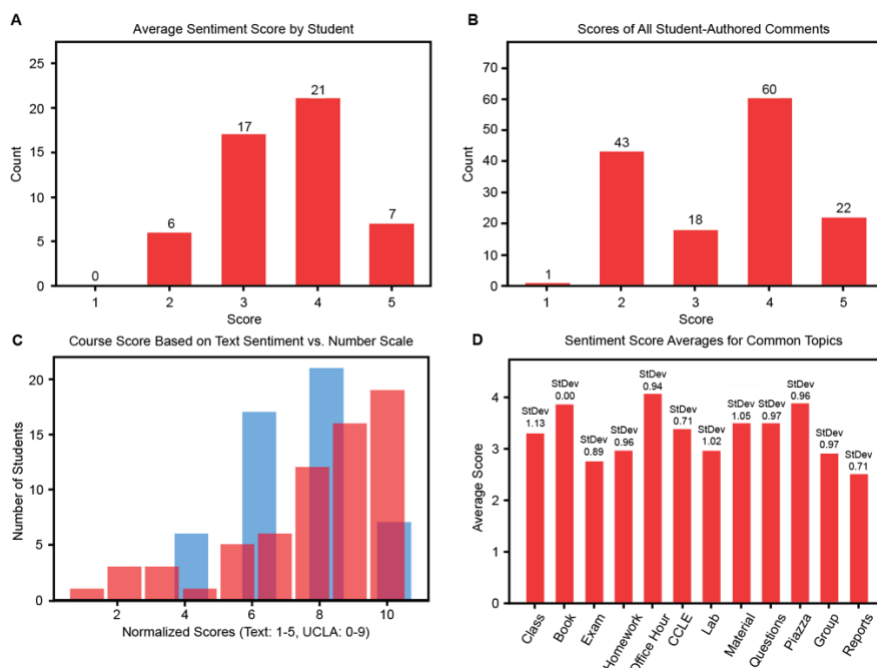 A
Average Sentiment Score by Student
25
20
15
10
5
0
Count
0
6
17
21
7
1 2 3 4 5
Score
B
Scores of All Student-Authored Comments
70
60
50
40
30
20
10
0
Count
1
43
18
60
22
1 2 3 4 5
Score
C
Course Score Based on Text Sentiment vs. Number Scale
20
15
10
5
0
Number of Students
2 4 6 8 10
Normalized Scores (Text: 1-5, UCLA: 0-9)
D
Sentiment Score Averages for Common Topics
4
3
2
1
0
Average Score
StDev
1.13
StDev
0.00
StDev
0.89
StDev
0.96
StDev
0.94
StDev
0.71
StDev
1.02
StDev
1.05
StDev
0.97
StDev
0.96
StDev
0.97
StDev
0.71
Class
Book
Exam
Homework
Office Hour
CCLE
Lab
Material
Questions
Piazza
Group
Reports